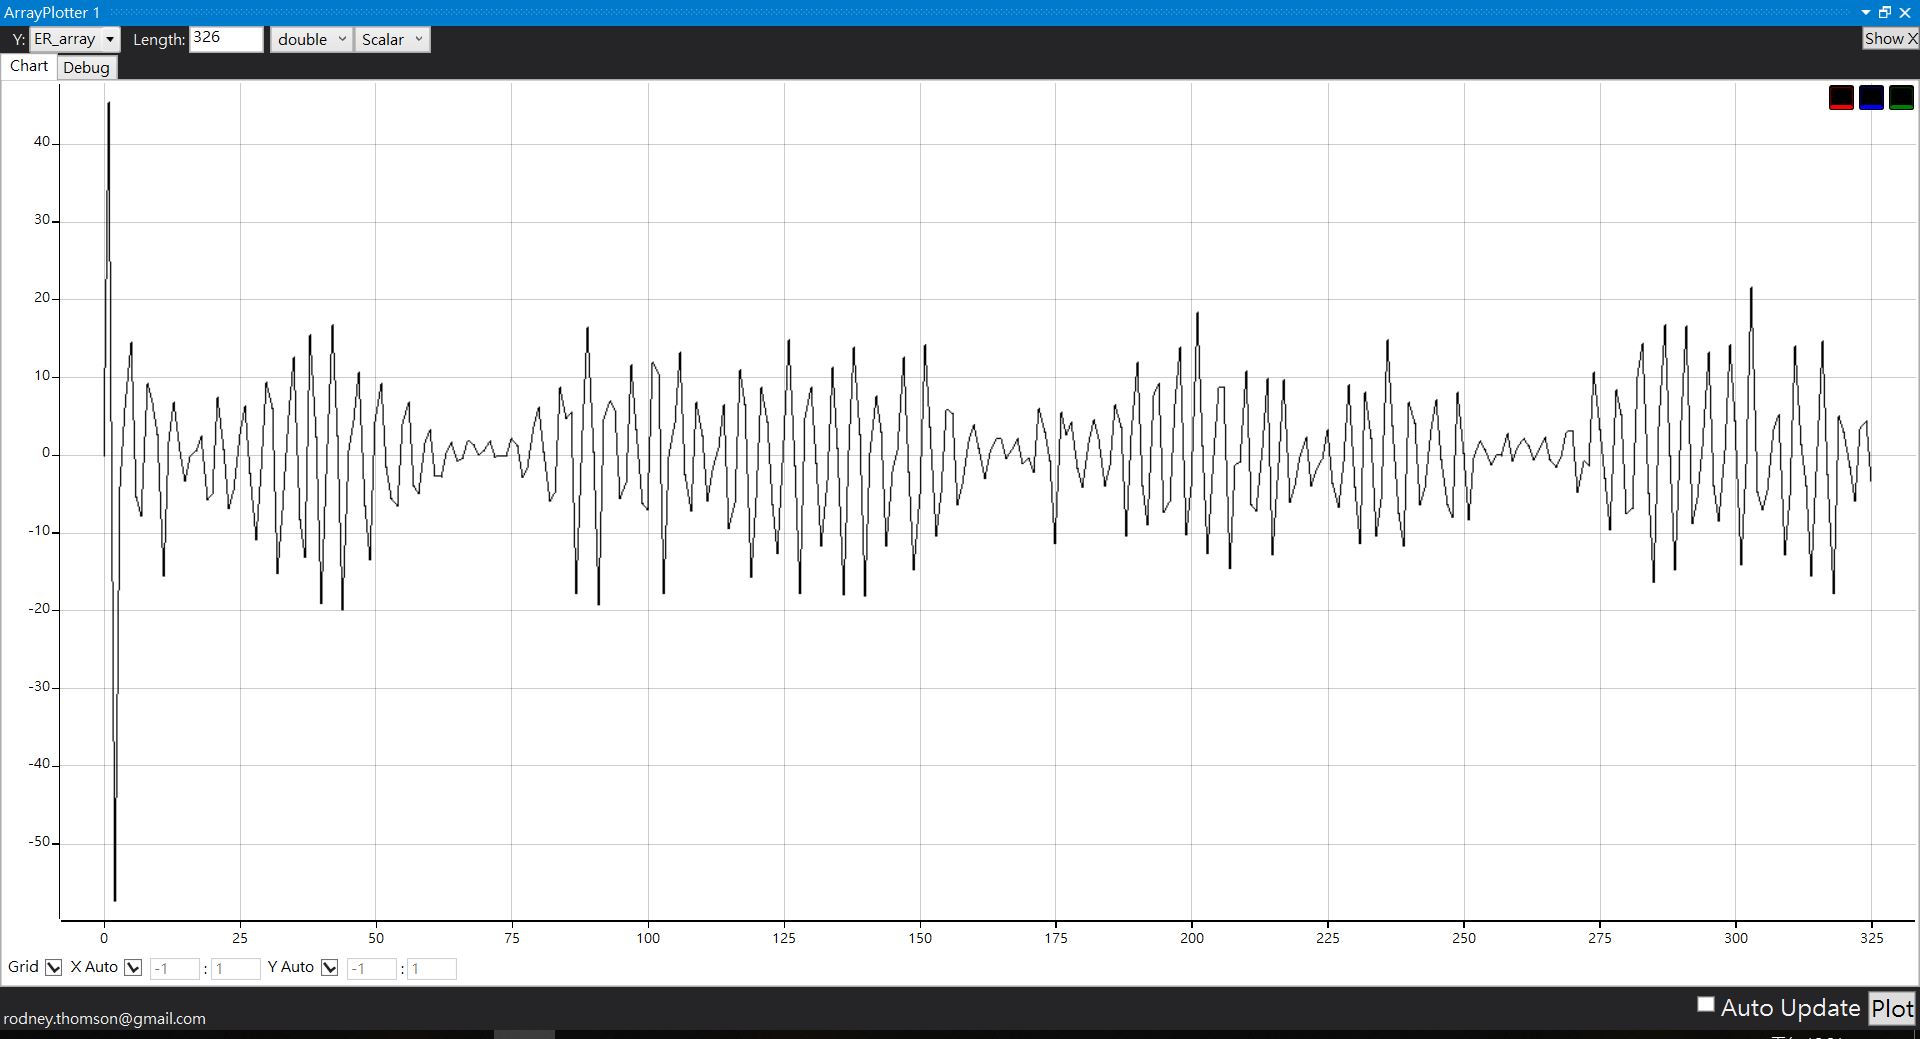 ArrayPlotter 1
Y: ER_array Length: 326 double Scalar Show X
Chart Debug
40
30
20
10
0
-10
-20
-30
-40
-50
0 25 50 75 100 125 150 175 200 225 250 275 300 325
Grid X Auto -1 : 1 Y Auto -1 : 1
Auto Update Plot
rodney.thomson@gmail.com